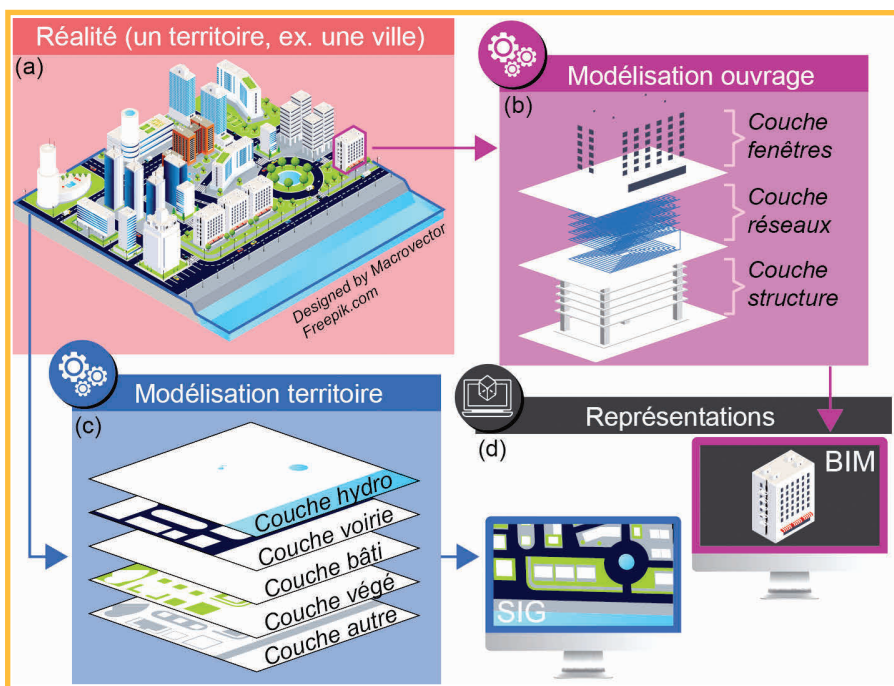 Réalité (un territoire, ex. une ville)
(a)
Designed by Macrovector
Freepik.com
Modélisation ouvrage
(b)
Couche
fenêtres
Couche
réseaux
Couche
structure
Modélisation territoire
(c)
Couche hydro
Couche voirie
Couche bâti
Couche végé
Couche autre
Représentations
(d)
BIM
SIG